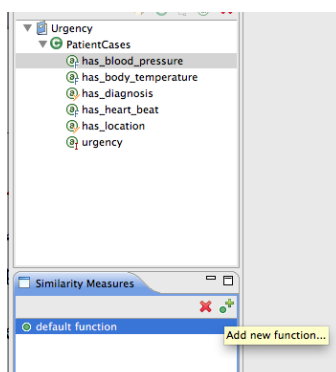 Urgency
PatientCases
has_blood_pressure
has_body_temperature
has_diagnosis
has_heart_beat
has_location
urgency
Similarity Measures
default function
Add new function...